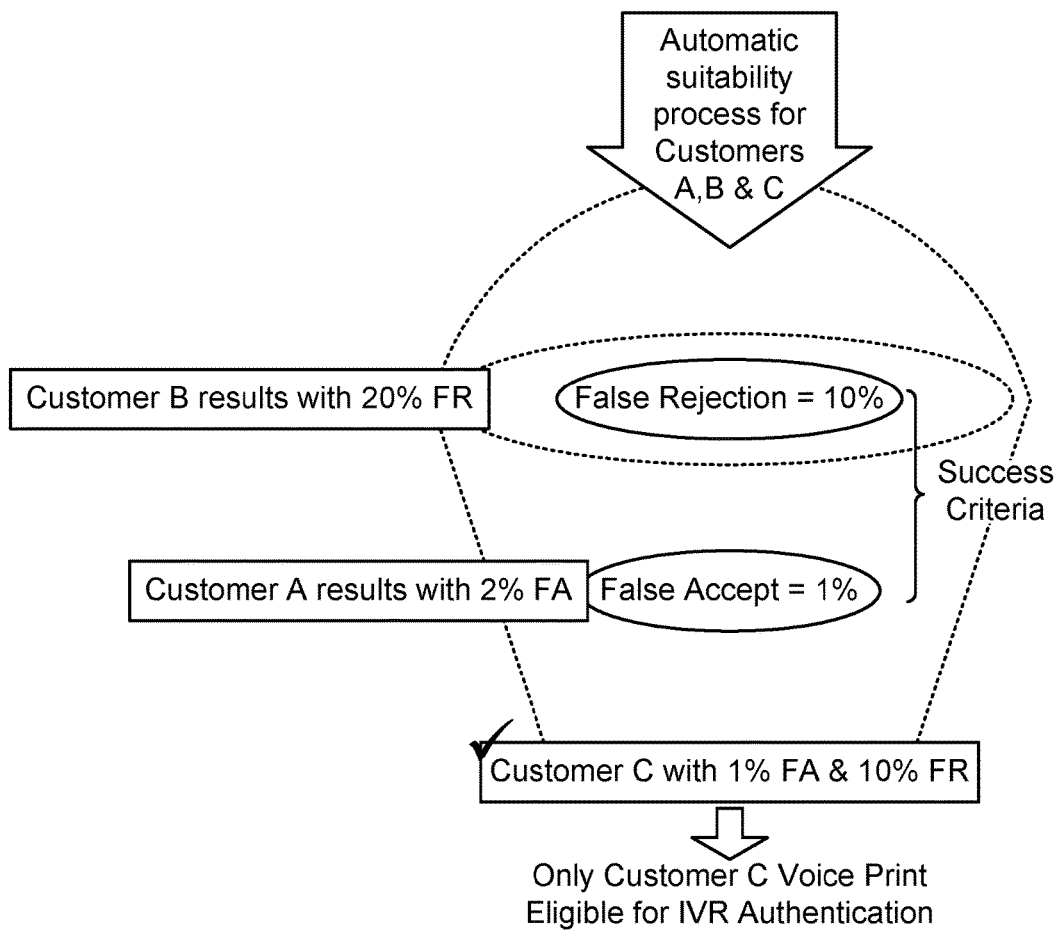 Automatic
suitability
process for
Customers
A,B & C
Customer B results with 20% FR
False Rejection = 10%
Success
Criteria
Customer A results with 2% FA
False Accept = 1%
Customer C with 1% FA & 10% FR
Only Customer C Voice Print
Eligible for IVR Authentication